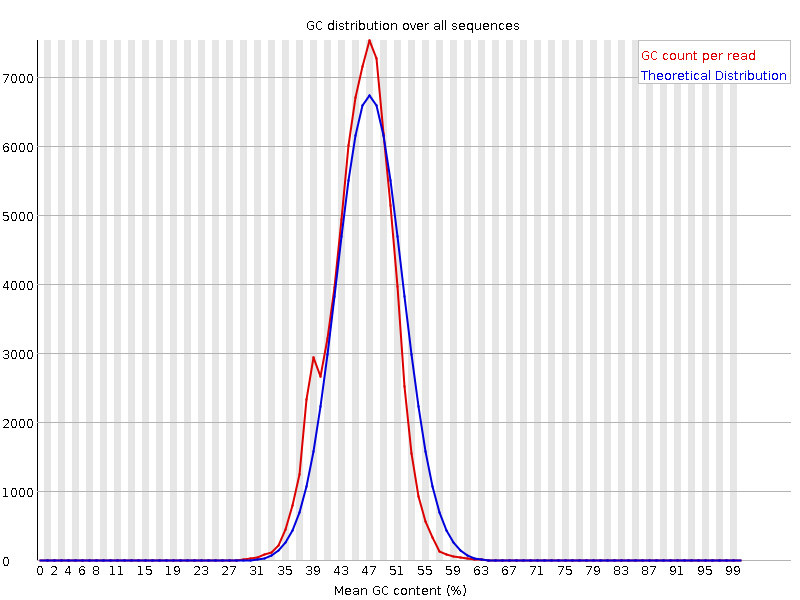 GC distribution over all sequences
GC count per read
Theoretical Distribution
7000
6000
5000
4000
3000
2000
1000
0
0 2 4 6 8 11 15 19 23 27 31 35 39 43 47 51 55 59 63 67 71 75 79 83 87 91 95 99
Mean GC content (%)